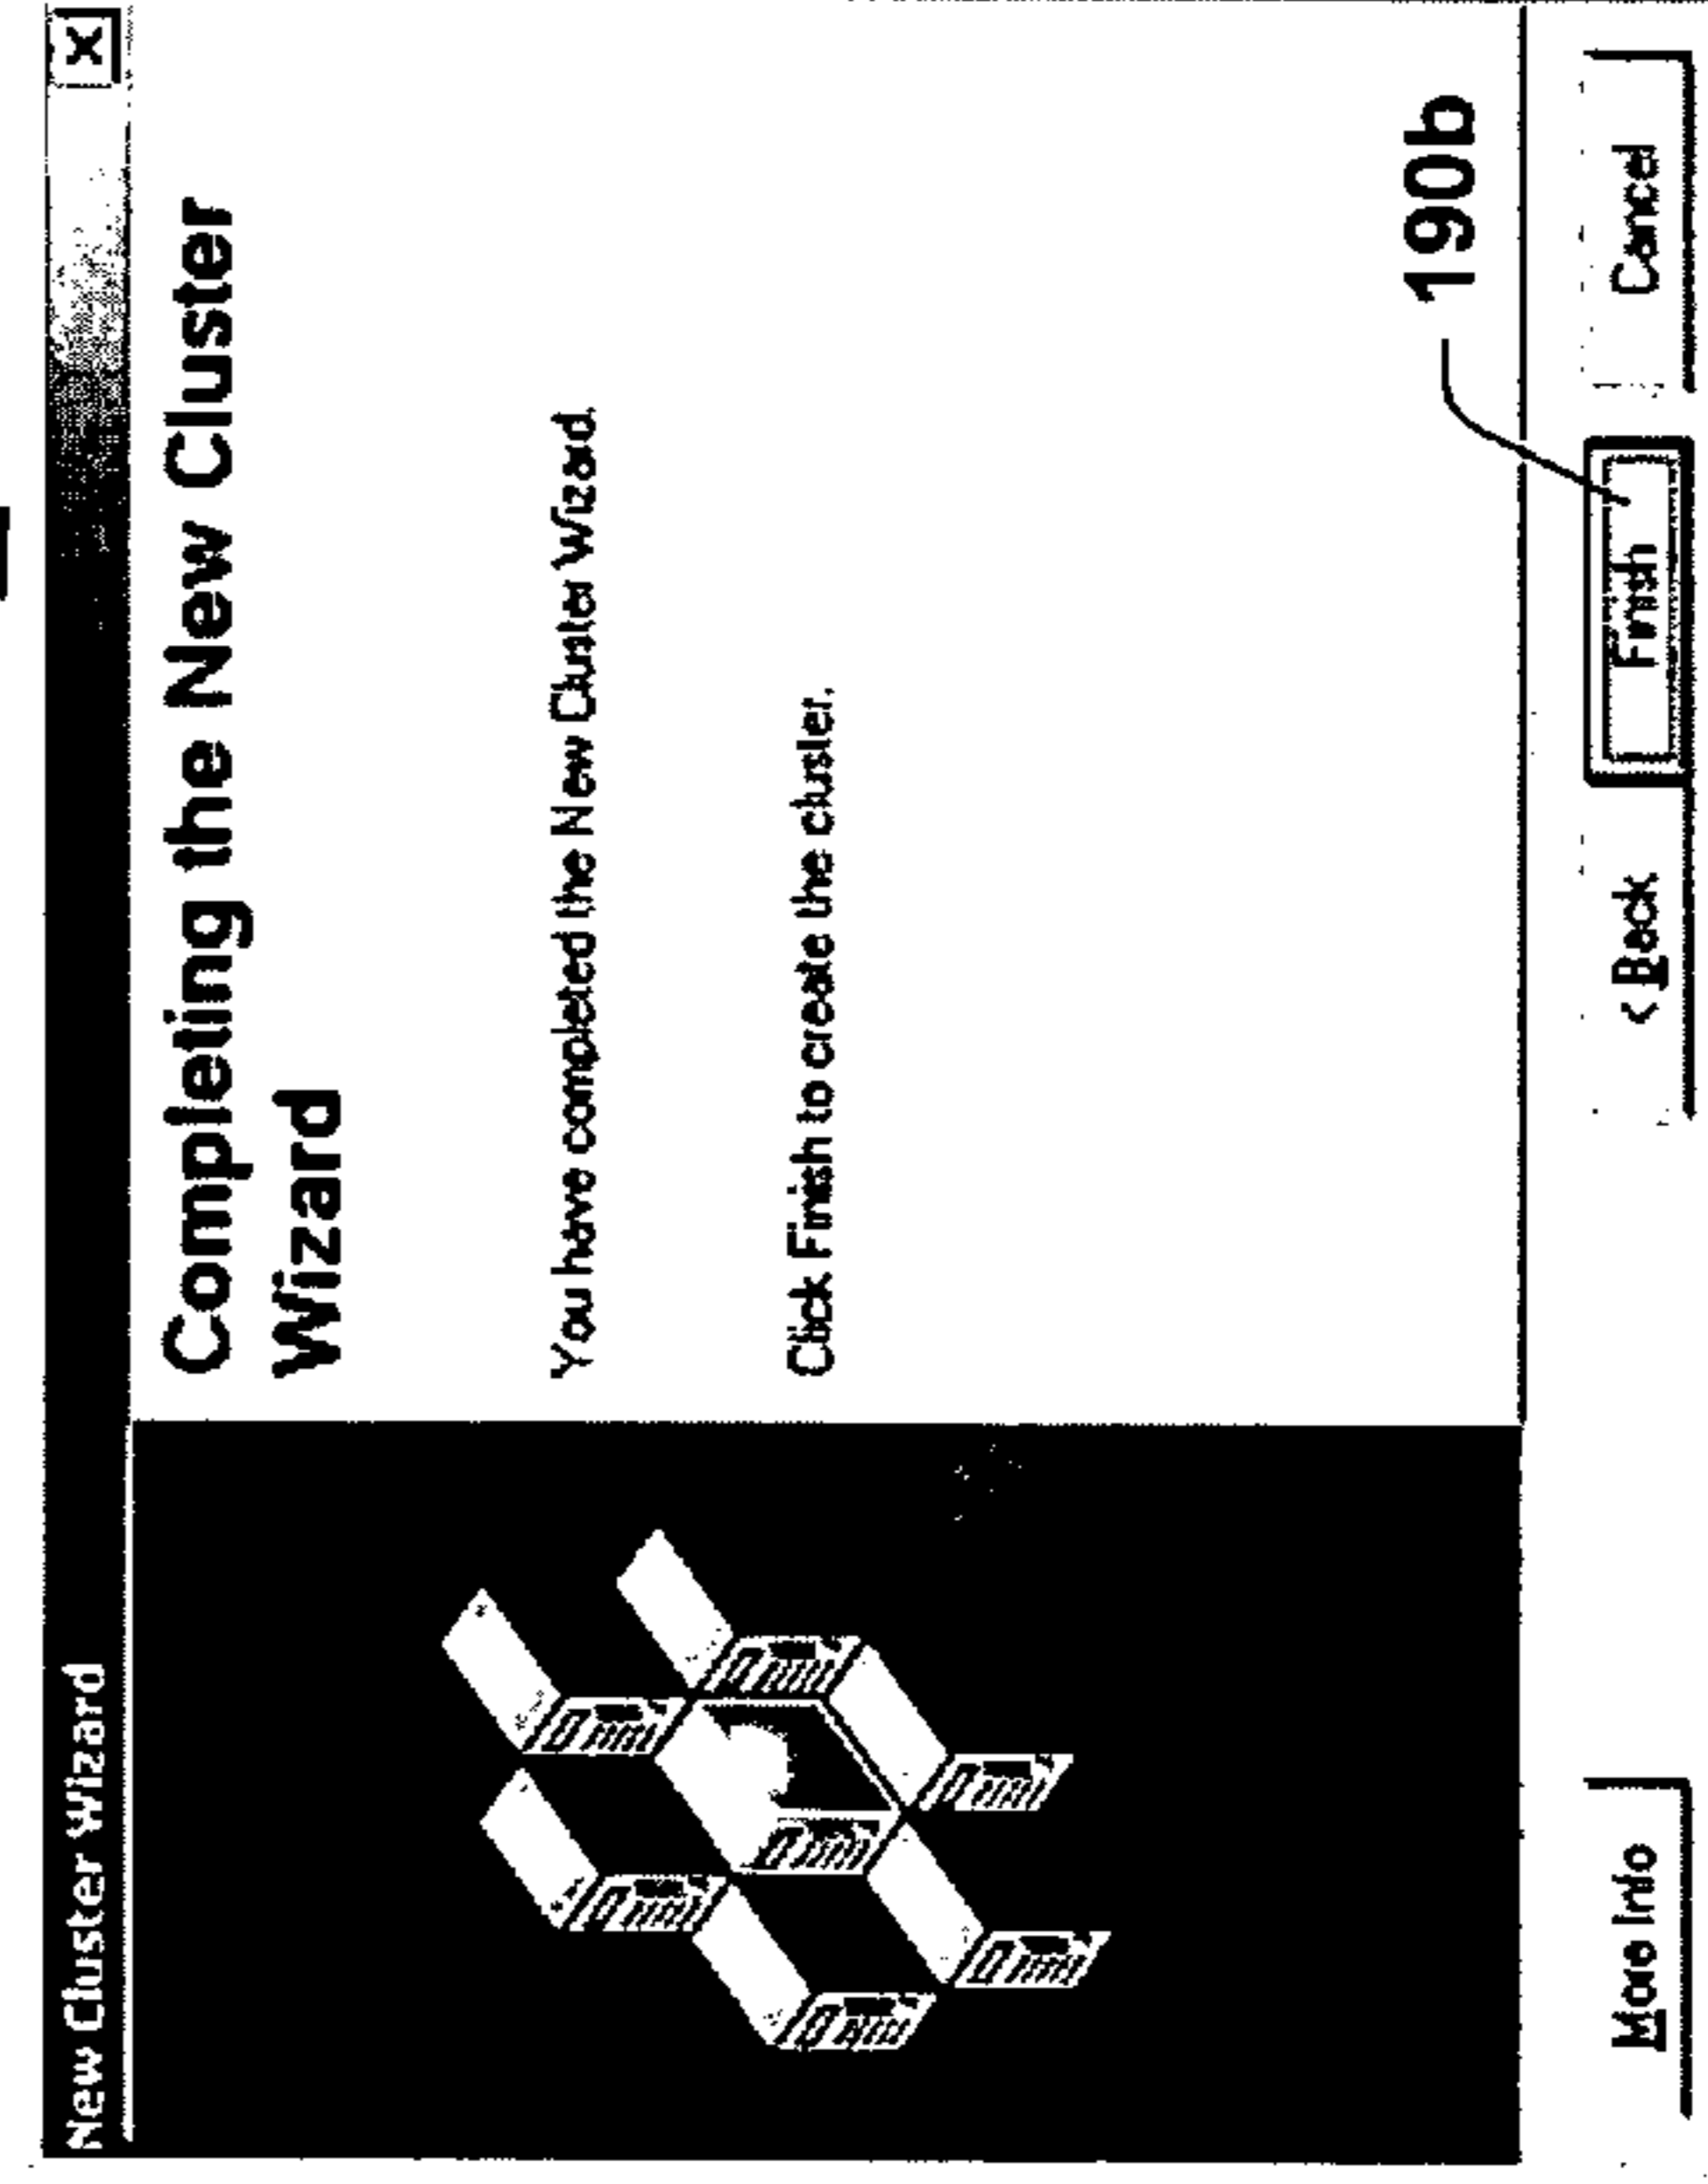 New Cluster Wizard
Completing the New Cluster
Wizard
You have completed the New Cluster Wizard.
Click Finish to create the cluster.
190b
More Info
< Back
Finish
Cancel